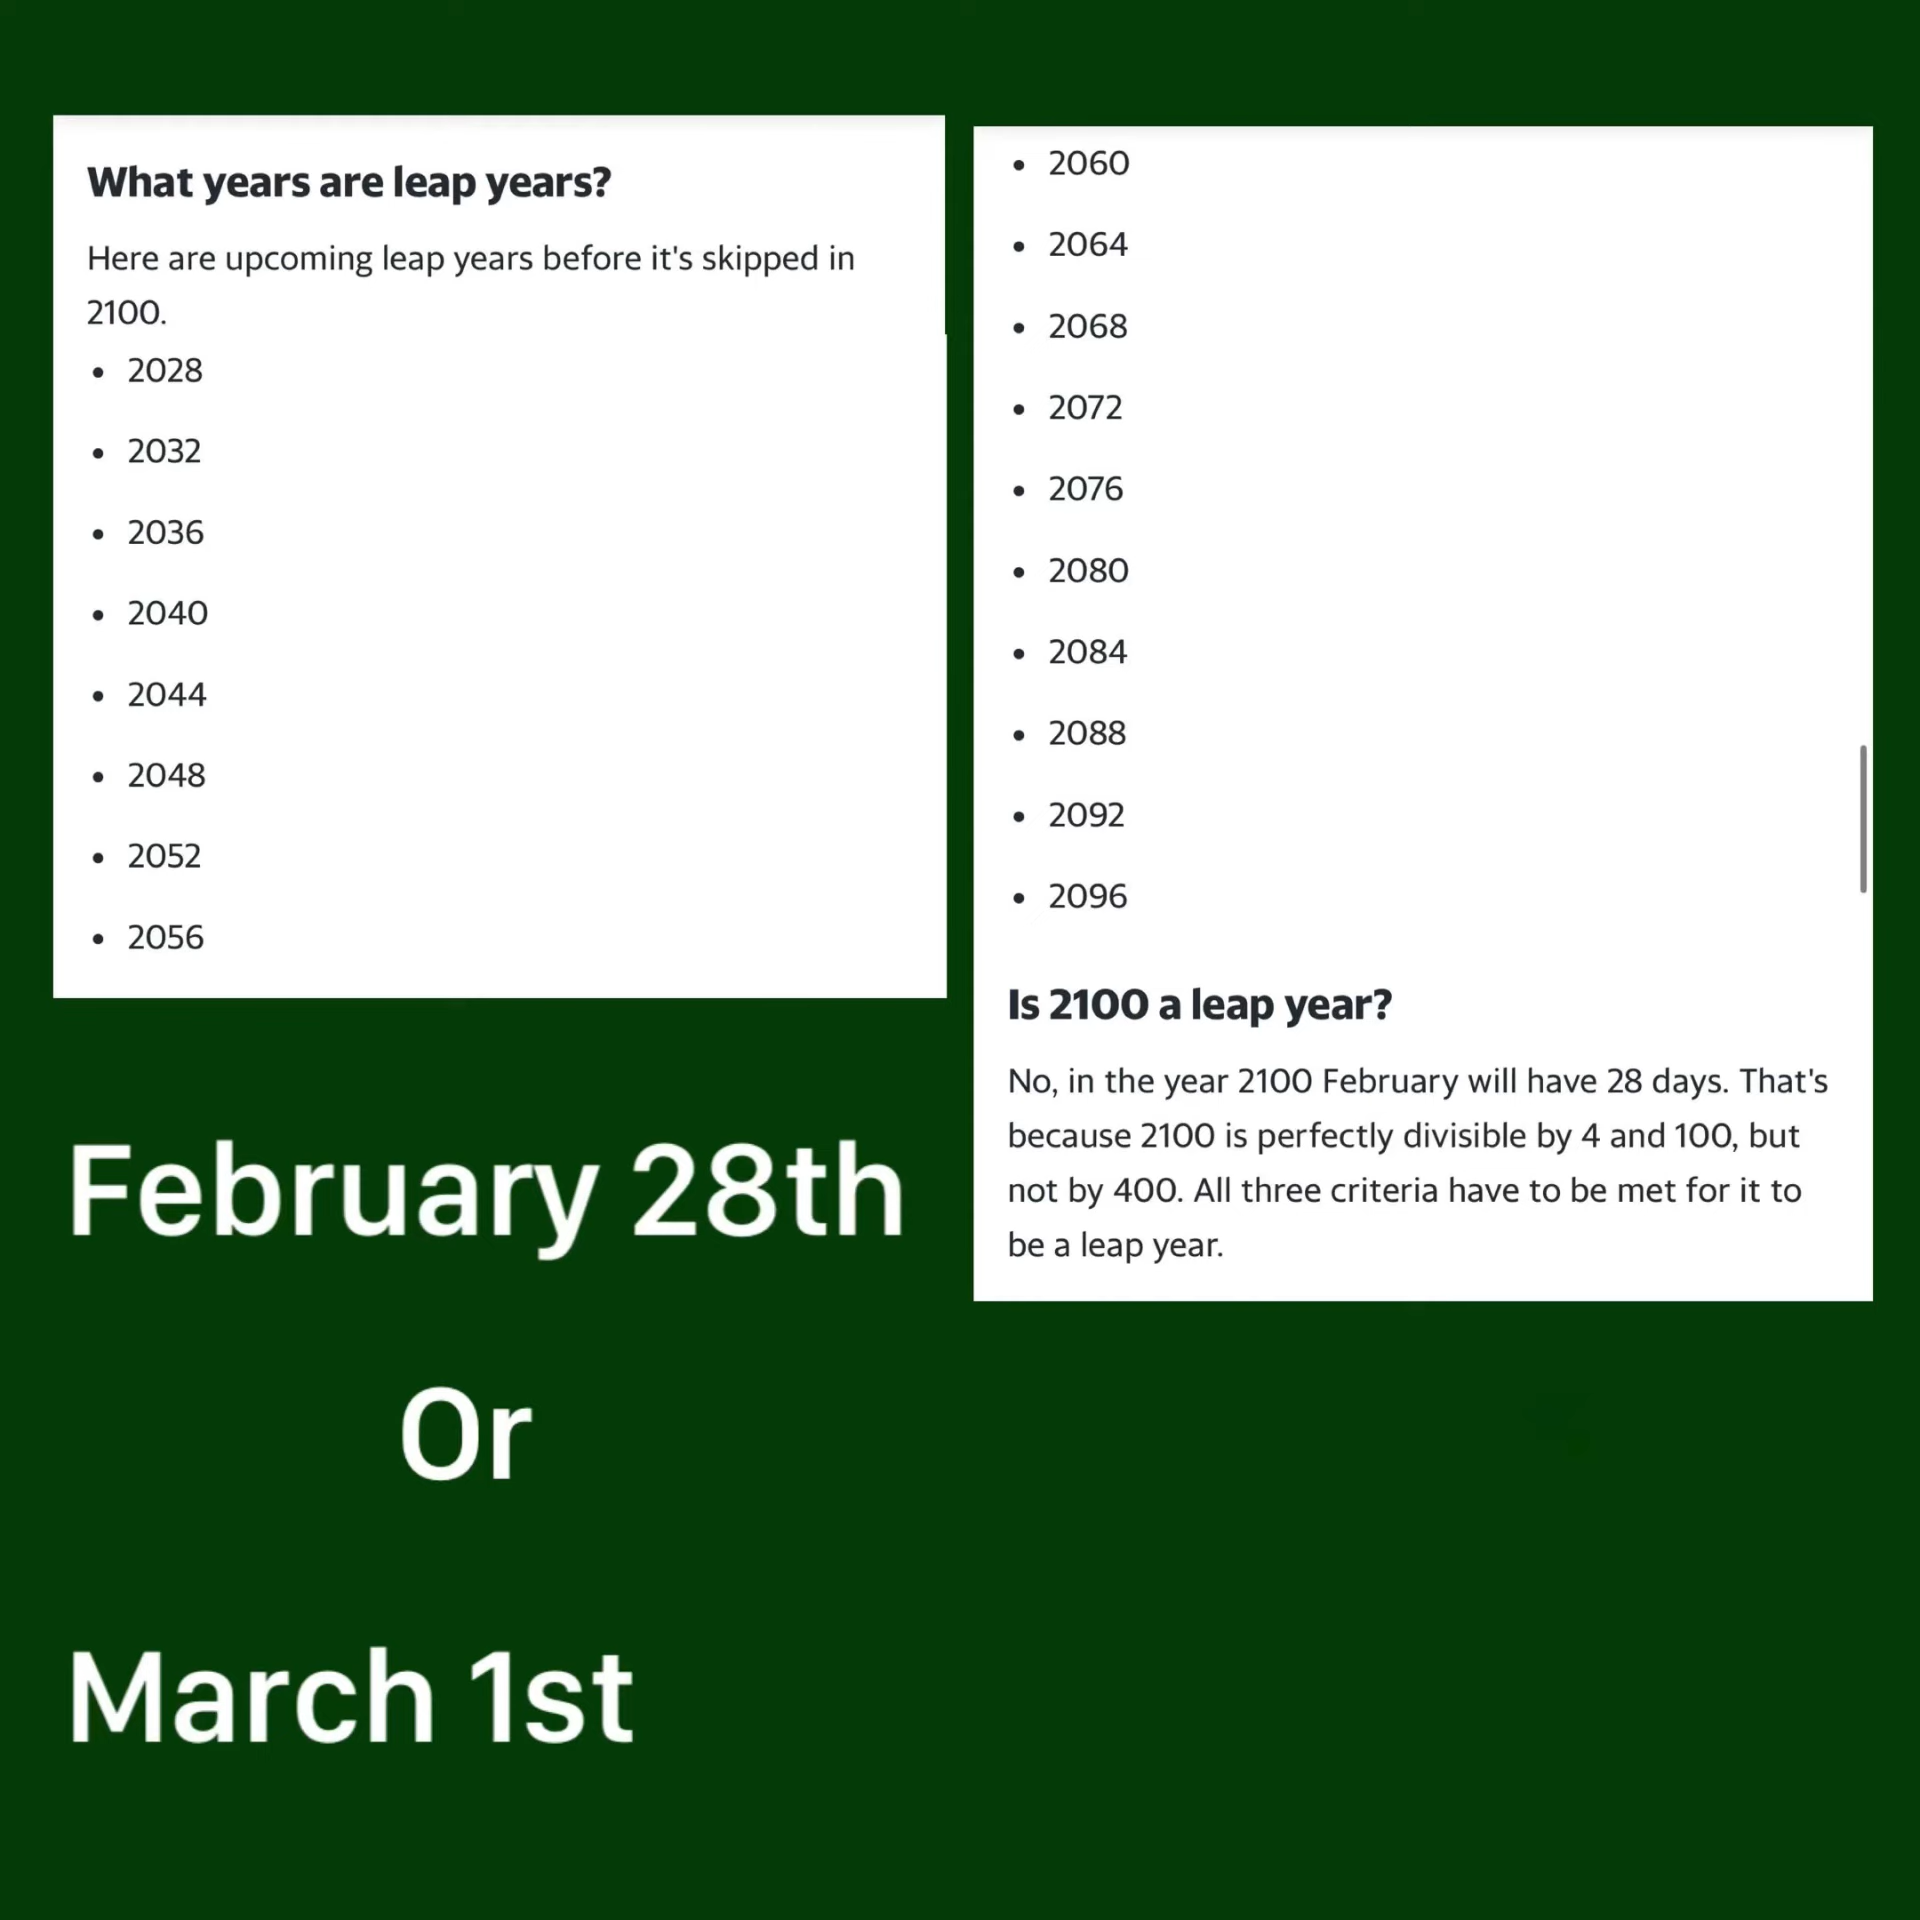 What years are leap years?
Here are upcoming leap years before it's skipped in
2100.
• 2028
• 2032
• 2036
• 2040
• 2044
• 2048
• 2052
• 2056
• 2060
• 2064
• 2068
• 2072
• 2076
• 2080
• 2084
• 2088
• 2092
• 2096
Is 2100 a leap year?
No, in the year 2100 February will have 28 days. That's
because 2100 is perfectly divisible by 4 and 100, but
not by 400. All three criteria have to be met for it to
be a leap year.
February 28th
Or
March 1st